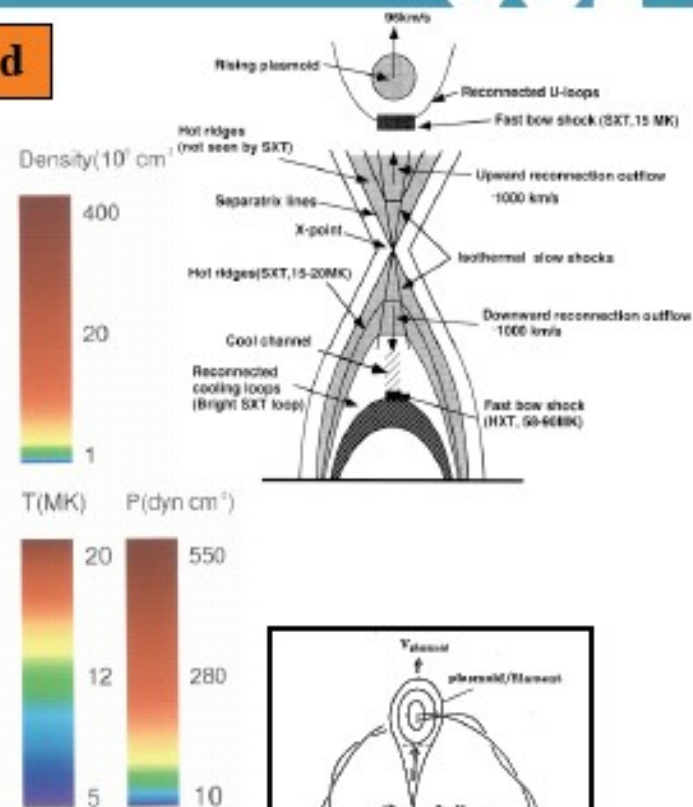 d
96km/s
Rising plasmoid
Reconnected U-loops
Fast bow shock (SXT, 15 MK)
Hot ridges
(not seen by SXT)
Upward reconnection outflow
~1000 km/s
Separatrix lines
X-point
Isothermal slow shocks
Hot ridges(SXT,15-20MK)
Downward reconnection outflow
~1000 km/s
Cool channel
Reconnected
cooling loops
(Bright SXT loop)
Fast bow shock
Density(10⁹ cm
400
20
1
T(MK)
20
12
5
P(dyn cm
550
280
10
V plasmoid
plasmoid/filament